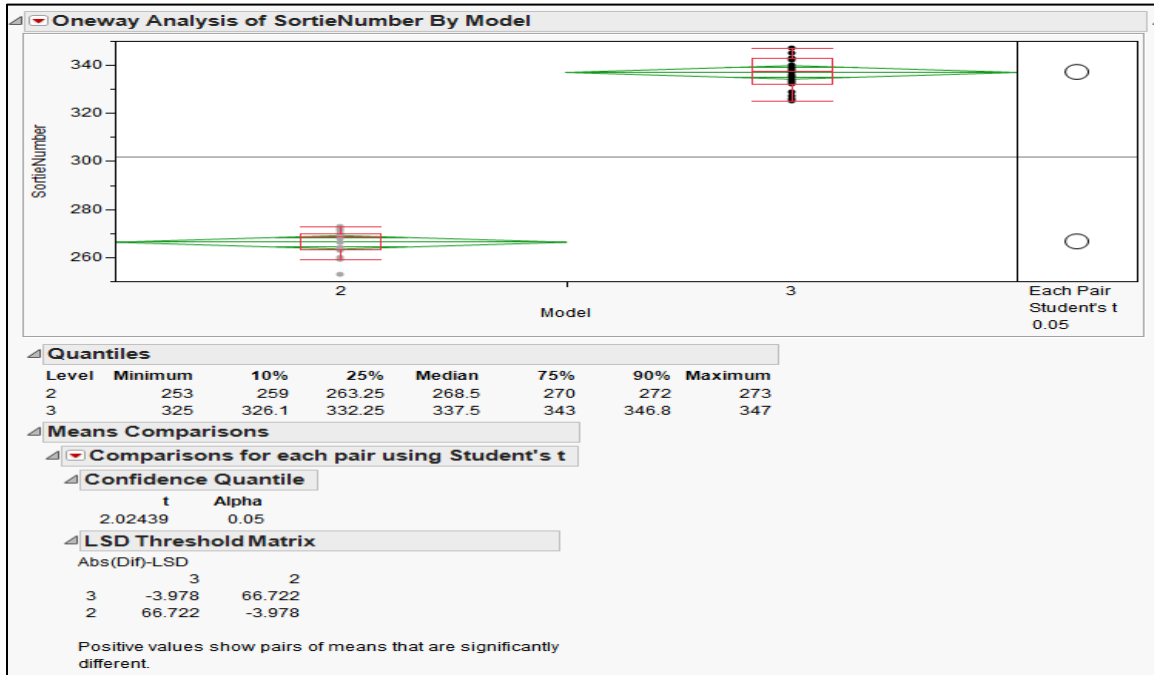 Oneway Analysis of SortieNumber By Model
340
320
300
280
260
SortieNumber
2 3
Model
Each Pair
Student's t
0.05
Quantiles
Level Minimum 10% 25% Median 75% 90% Maximum
2 253 259 263.25 268.5 270 272 273
3 325 326.1 332.25 337.5 343 346.8 347
Means Comparisons
Comparisons for each pair using Student's t
Confidence Quantile
t Alpha
2.02439 0.05
LSD Threshold Matrix
Abs(Dif)-LSD
3 2
3 -3.978 66.722
2 66.722 -3.978
Positive values show pairs of means that are significantly
different.